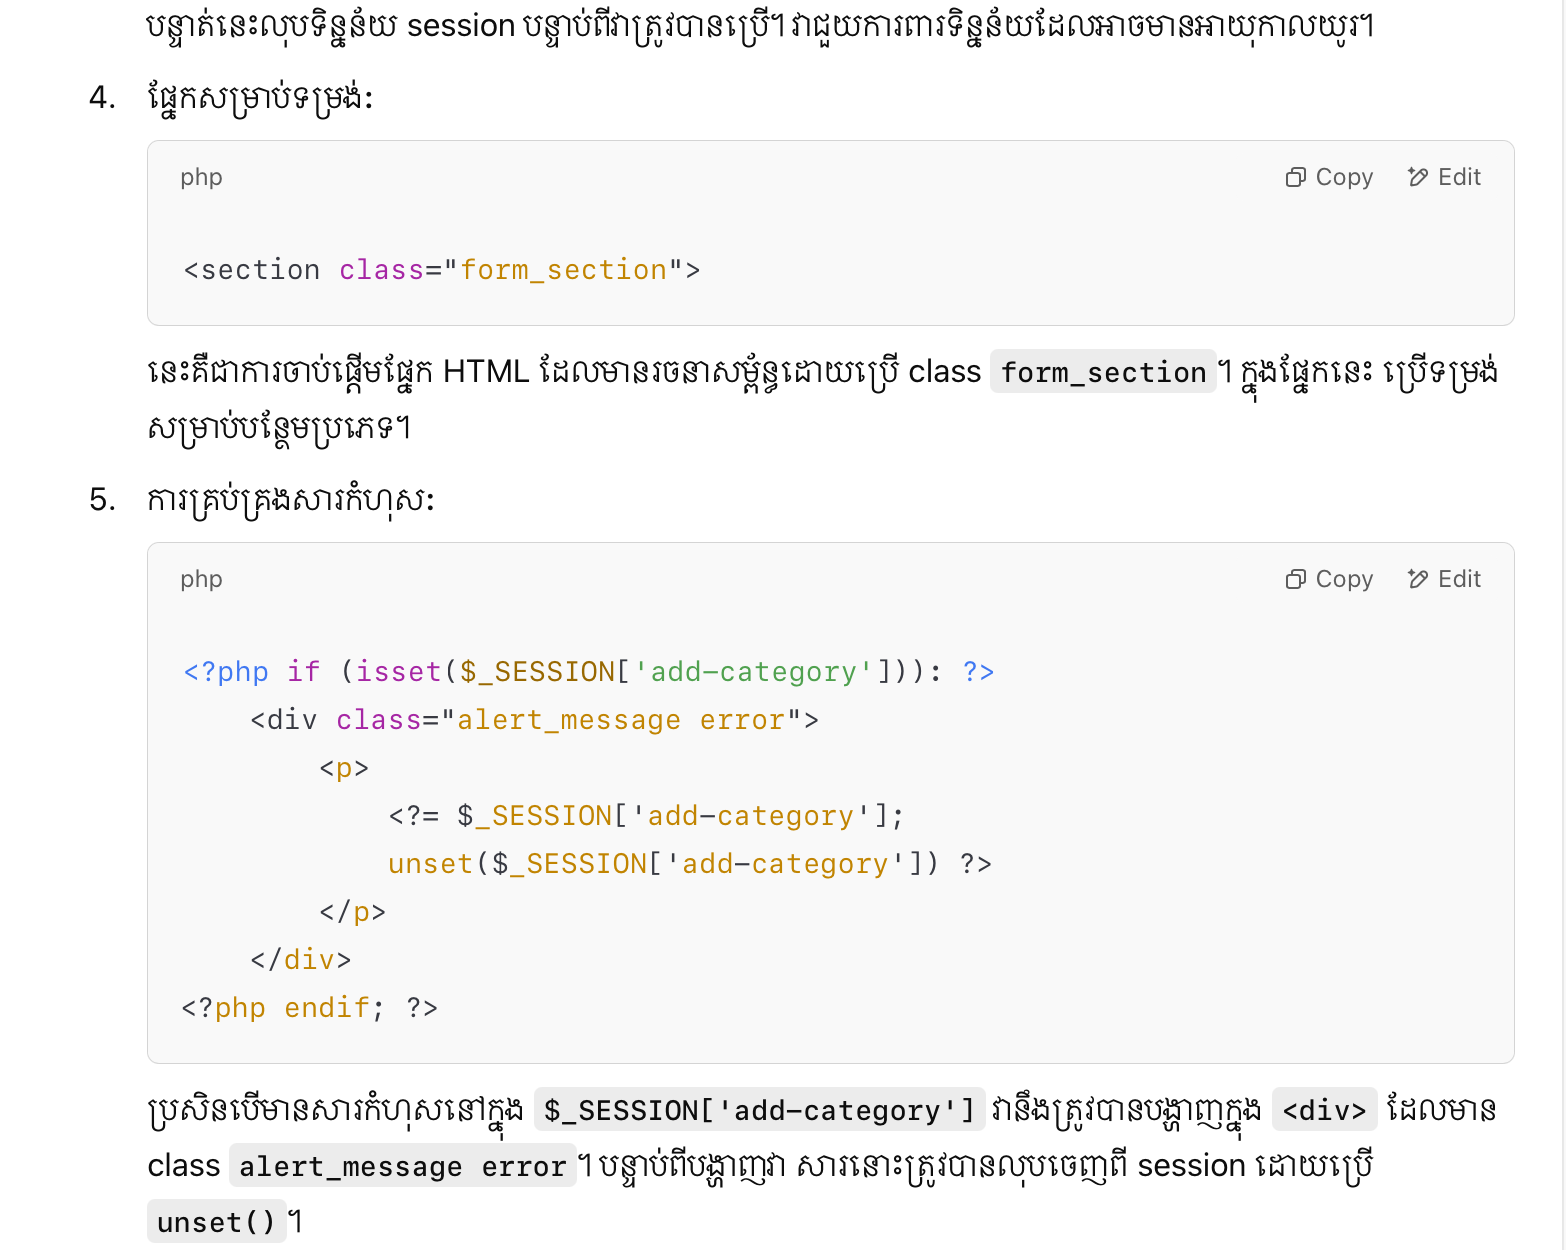 បន្ទាត់នេះលុបទិន្នន័យ session បន្ទាប់ពីវាត្រូវបានប្រើ។ វាជួយការពារទិន្នន័យដែលអាចមានអាយុកាលយូរ។
4. ផ្នែកសម្រាប់ទម្រង់:
php
Copy Edit
<section class="form_section">
នេះគឺជាការចាប់ផ្តើមផ្នែក HTML ដែលមានរចនាសម្ព័ន្ធដោយប្រើ class form_section ។ ក្នុងផ្នែកនេះ ប្រើទម្រង់
សម្រាប់បន្ថែមប្រភេទ។
5. ការគ្រប់គ្រងសារកំហុស:
php
Copy Edit
<?php if (isset($_SESSION['add-category'])): ?>
    <div class="alert_message error">
        <p>
            <?= $_SESSION['add-category'];
            unset($_SESSION['add-category']) ?>
        </p>
    </div>
<?php endif; ?>
ប្រសិនបើមានសារកំហុសនៅក្នុង $_SESSION['add-category'] វានឹងត្រូវបានបង្ហាញក្នុង <div> ដែលមាន
class alert_message error ។ បន្ទាប់ពីបង្ហាញវា សារនោះត្រូវបានលុបចេញពី session ដោយប្រើ
unset() ។